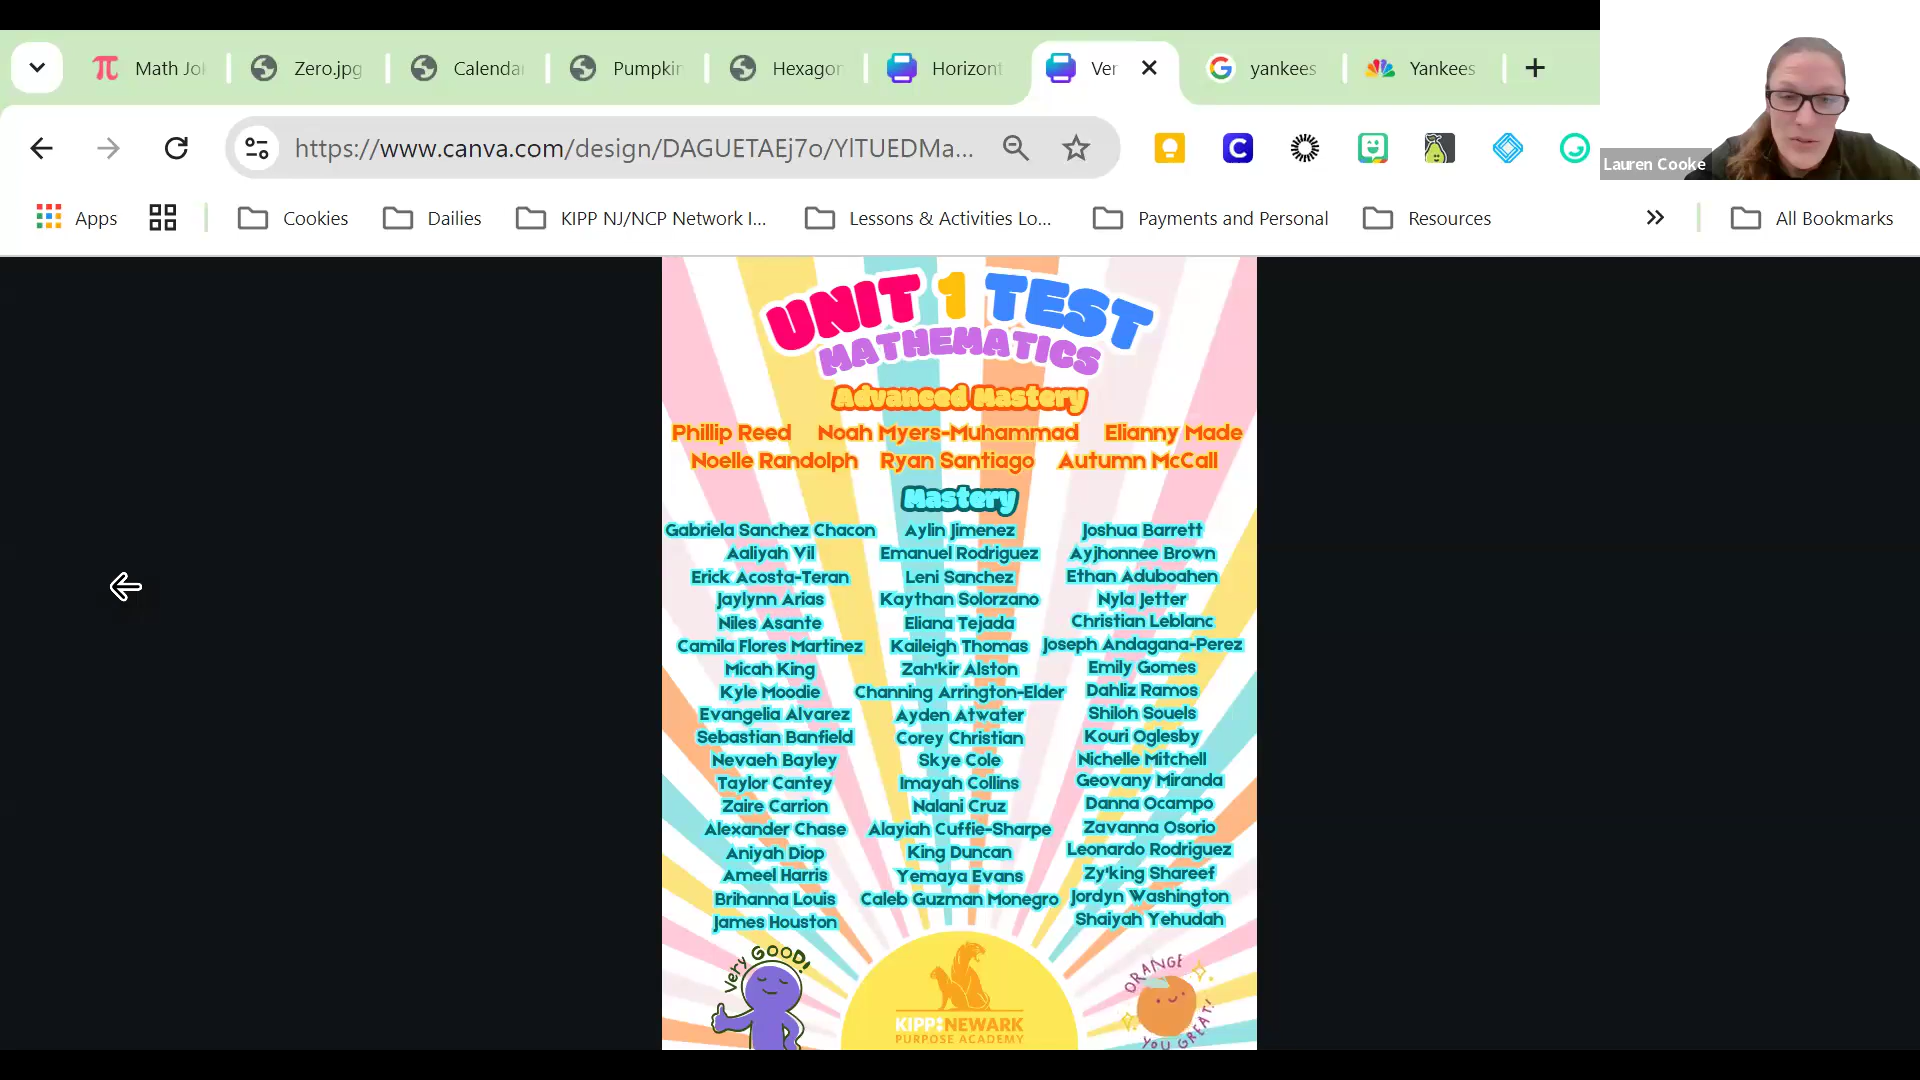 Math Jo
Zero.jpg
Calenda
Pumpkin
Hexagon
Horizont
Ver
yankees
Yankees
https://www.canva.com/design/DAGUETAEj7o/YlTUEDMa...
Lauren Cooke
Apps
Cookies
Dailies
KIPP NJ/NCP Network I...
Lessons & Activities Lo...
Payments and Personal
Resources
All Bookmarks
UNIT 1 TEST
MATHEMATICS
Advanced Mastery
Phillip Reed Noah Myers-Muhammad Elianny Made
Noelle Randolph Ryan Santiago Autumn McCall
Mastery
Gabriela Sanchez Chacon Aylin Jimenez Joshua Barrett
Aaliyah Vil Emanuel Rodriguez Ayjhonnee Brown
Erick Acosta-Teran Leni Sanchez Ethan Aduboahen
Jaylynn Arias Kaythan Solorzano Nyla Jetter
Niles Asante Eliana Tejada Christian Leblanc
Camila Flores Martinez Kaileigh Thomas Joseph Andagana-Perez
Micah King Zah'kir Alston Emily Gomes
Kyle Moodie Channing Arrington-Elder Dahliz Ramos
Evangelia Alvarez Ayden Atwater Shiloh Souels
Sebastian Banfield Corey Christian Kouri Oglesby
Nevaeh Bayley Skye Cole Nichelle Mitchell
Taylor Cantey Imayah Collins Geovany Miranda
Zaire Carrion Nalani Cruz Danna Ocampo
Alexander Chase Alayiah Cuffie-Sharpe Zavanna Osorio
Aniyah Diop King Duncan Leonardo Rodriguez
Ameel Harris Yemaya Evans Zy'king Shareef
Brihanna Louis Caleb Guzman Monegro Jordyn Washington
James Houston Shaiyah Yehudah
Very GOOD!
KIPP:NEWARK
PURPOSE ACADEMY
ORANGE
YOU GREAT!